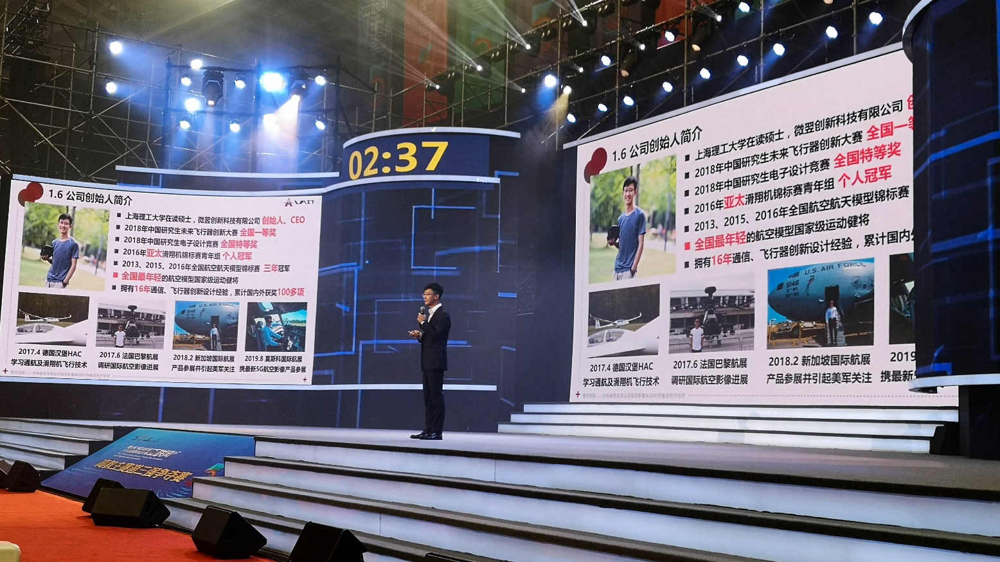 02:37
1.6 公司创始人简介
上海理工大学在读硕士，微翌创新科技有限公司 创始人、CEO
2018年中国研究生未来飞行器创新大赛 全国一等奖
2018年中国研究生电子设计竞赛 全国特等奖
2016年亚太滑翔机锦标赛青年组 个人冠军
2013、2015、2016年全国航空航天模型锦标赛 三年冠军
全国最年轻的航空模型国家级运动健将
拥有16年通信、飞行器创新设计经验，累计国内外获奖100多项
U.S. AIR FORCE
2017.4 德国汉堡HAC
学习通航及滑翔机飞行技术
2017.6 法国巴黎航展
调研国际航空影像进展
2018.2 新加坡国际航展
产品参展并引起美军关注
2019.8 莫斯科国际航展
携最新5G航空影像产品参展
1.6 公司创始人简介
上海理工大学在读硕士，微翌创新科技有限公司
2018年中国研究生未来飞行器创新大赛 全国一等
2018年中国研究生电子设计竞赛 全国特等奖
2016年亚太滑翔机锦标赛青年组 个人冠军
2013、2015、2016年全国航空航天模型锦标赛
全国最年轻的航空模型国家级运动健将
拥有16年通信、飞行器创新设计经验，累计国内
U.S. AIR FORCE
5146
2017.4 德国汉堡HAC
学习通航及滑翔机飞行技术
2017.6 法国巴黎航展
调研国际航空影像进展
2018.2 新加坡国际航展
产品参展并引起美军关注
2019
携最新